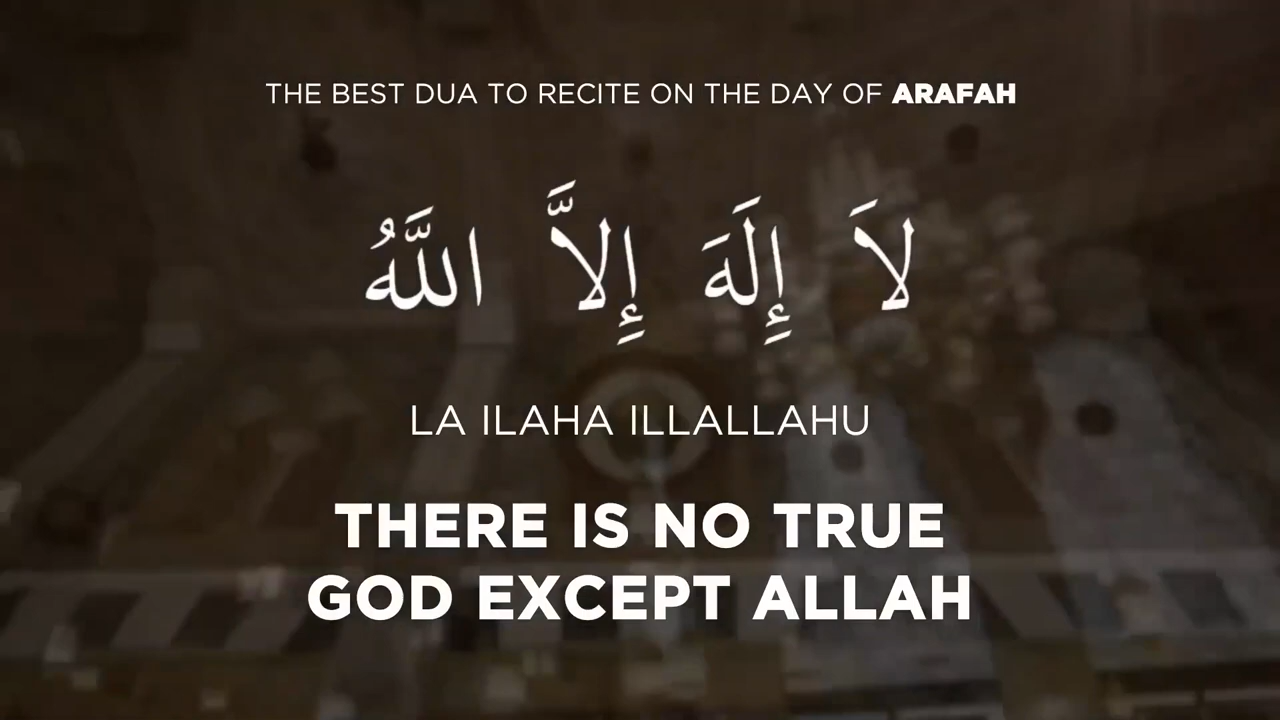 THE BEST DUA TO RECITE ON THE DAY OF ARAFAH
لاَ إِلَهَ إِلاَّ اللَّهُ
LA ILAHA ILLALLAHU
THERE IS NO TRUE
GOD EXCEPT ALLAH